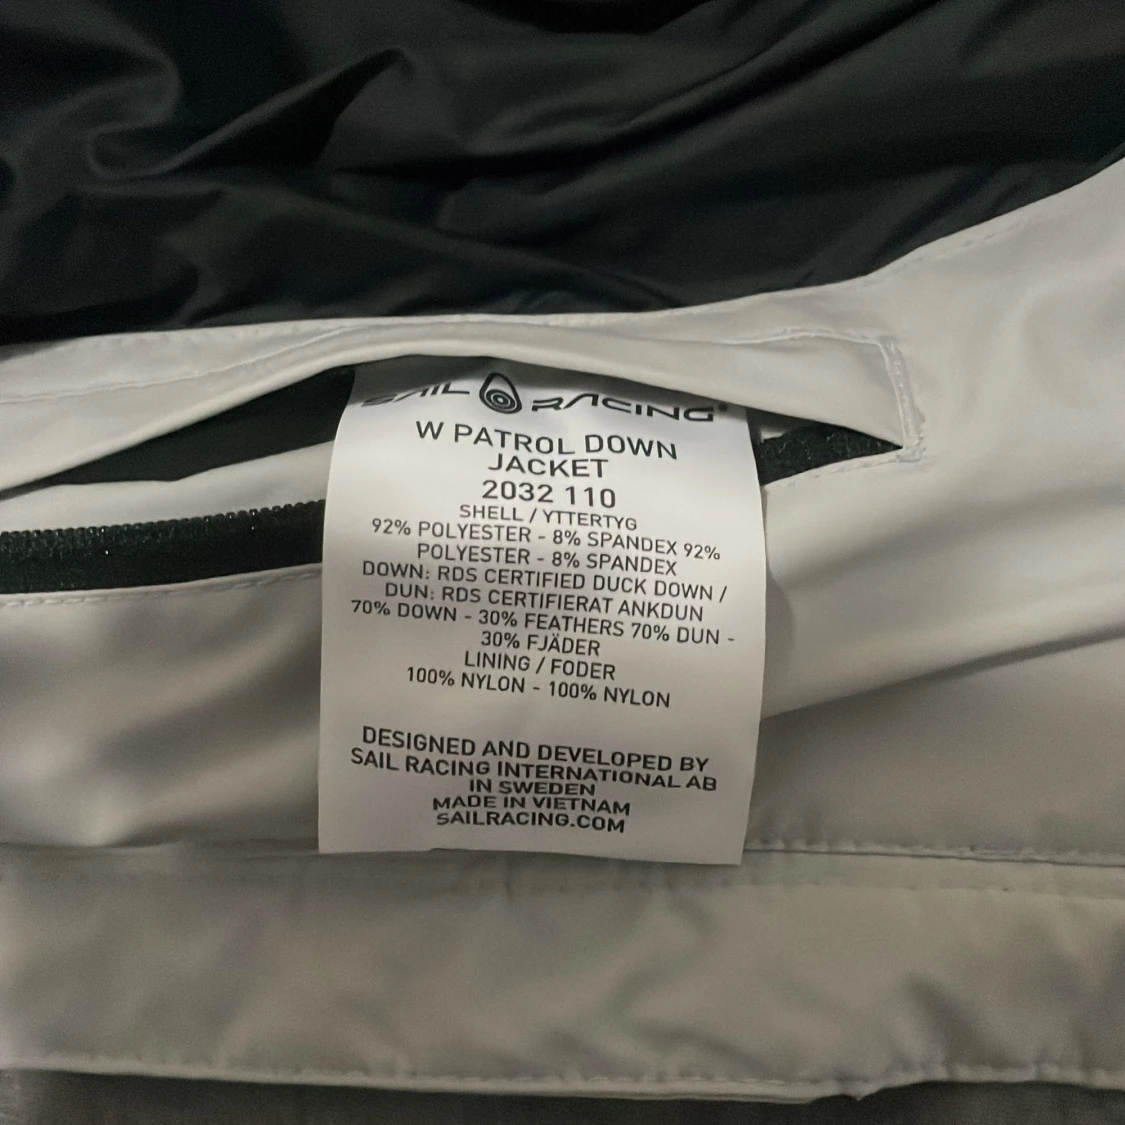 SAIL RACING
W PATROL DOWN
JACKET
2032 110
SHELL / YTTERTYG
92% POLYESTER - 8% SPANDEX 92%
POLYESTER - 8% SPANDEX
DOWN: RDS CERTIFIED DUCK DOWN /
DUN: RDS CERTIFIERAT ANKDUN
70% DOWN - 30% FEATHERS 70% DUN -
30% FJÄDER
LINING / FODER
100% NYLON - 100% NYLON
DESIGNED AND DEVELOPED BY
SAIL RACING INTERNATIONAL AB
IN SWEDEN
MADE IN VIETNAM
SAILRACING.COM